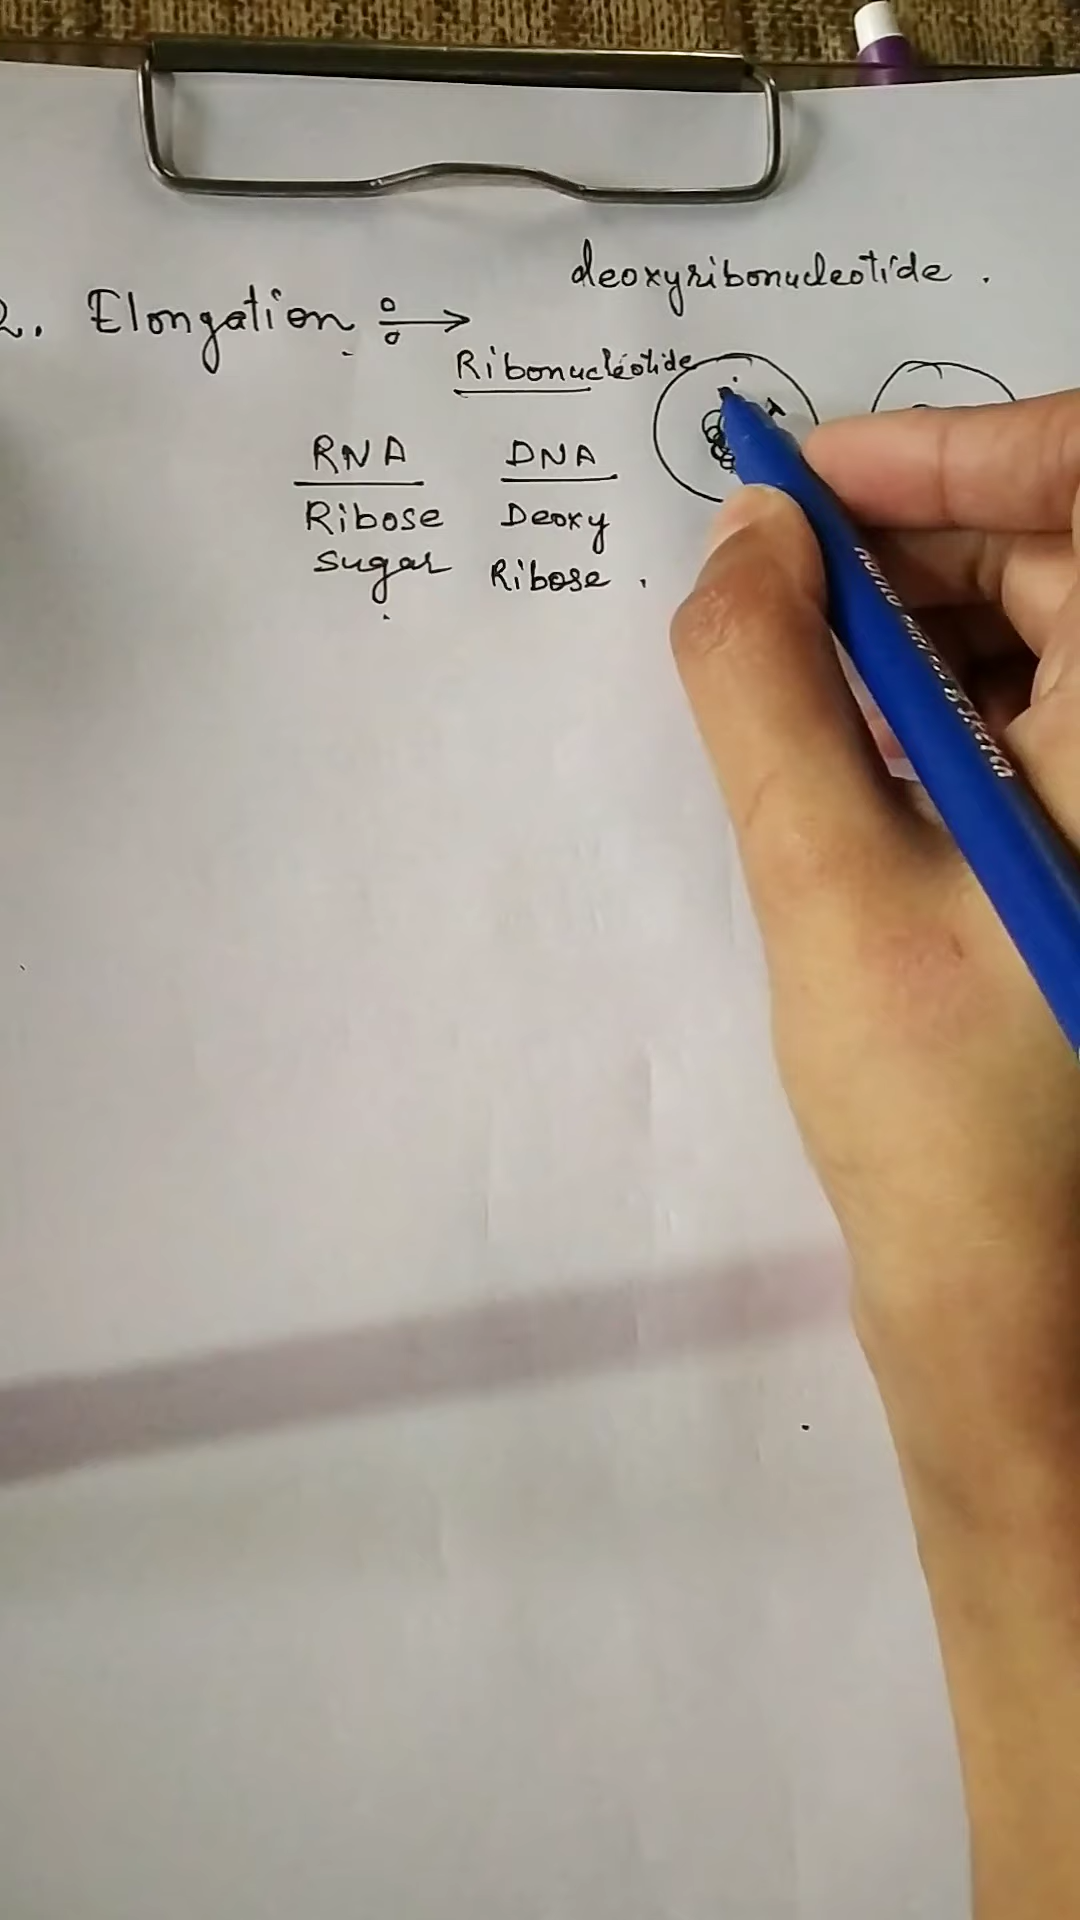 deoxyribonucleotide .
2. Elongation :→
Ribonucleotide
RNA DNA
Ribose Deoxy
sugar Ribose .